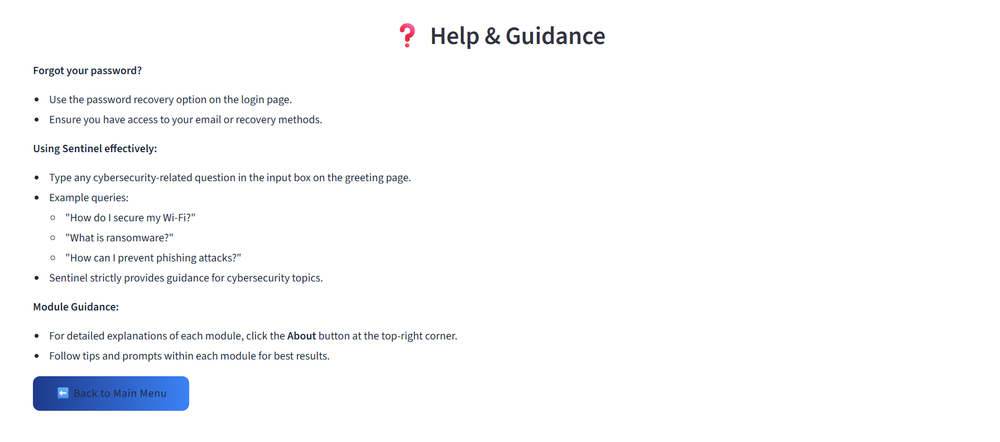 ❓ Help & Guidance
Forgot your password?
• Use the password recovery option on the login page.
• Ensure you have access to your email or recovery methods.
Using Sentinel effectively:
• Type any cybersecurity-related question in the input box on the greeting page.
• Example queries:
◦ "How do I secure my Wi-Fi?"
◦ "What is ransomware?"
◦ "How can I prevent phishing attacks?"
• Sentinel strictly provides guidance for cybersecurity topics.
Module Guidance:
• For detailed explanations of each module, click the About button at the top-right corner.
• Follow tips and prompts within each module for best results.
⬅️ Back to Main Menu